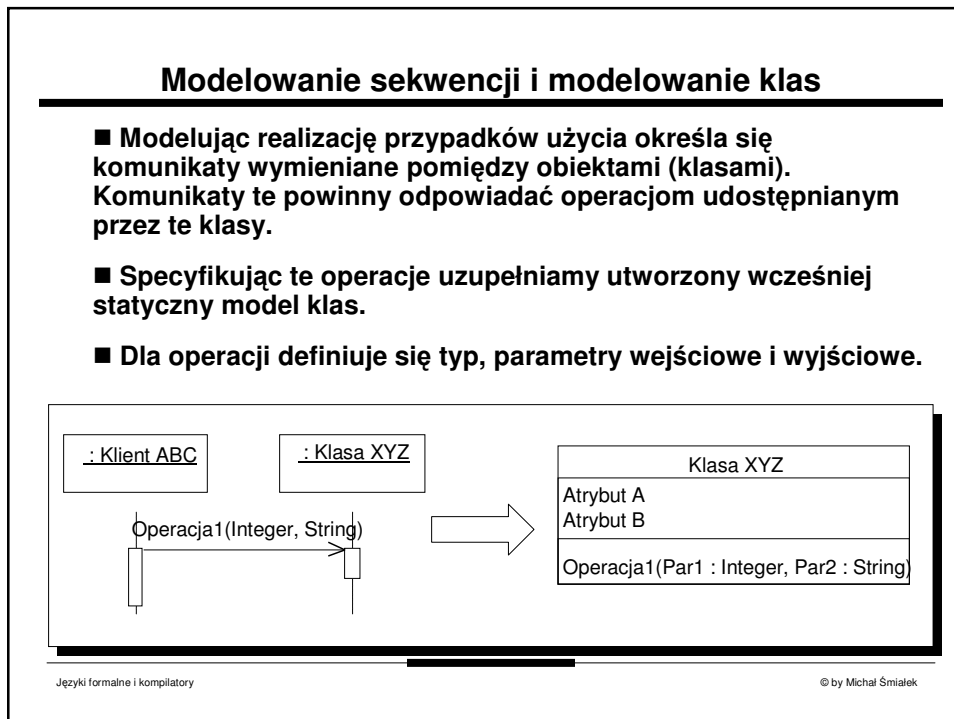 Modelowanie sekwencji i modelowanie klas
■ Modelując realizację przypadków użycia określa się
komunikaty wymieniane pomiędzy obiektami (klasami).
Komunikaty te powinny odpowiadać operacjom udostępnianym
przez te klasy.
■ Specyfikując te operacje uzupełniamy utworzony wcześniej
statyczny model klas.
■ Dla operacji definiuje się typ, parametry wejściowe i wyjściowe.
: Klient ABC
: Klasa XYZ
Operacja1(Integer, String)
Klasa XYZ
Atrybut A
Atrybut B
Operacja1(Par1 : Integer, Par2 : String)
Języki formalne i kompilatory
© by Michał Śmiałek